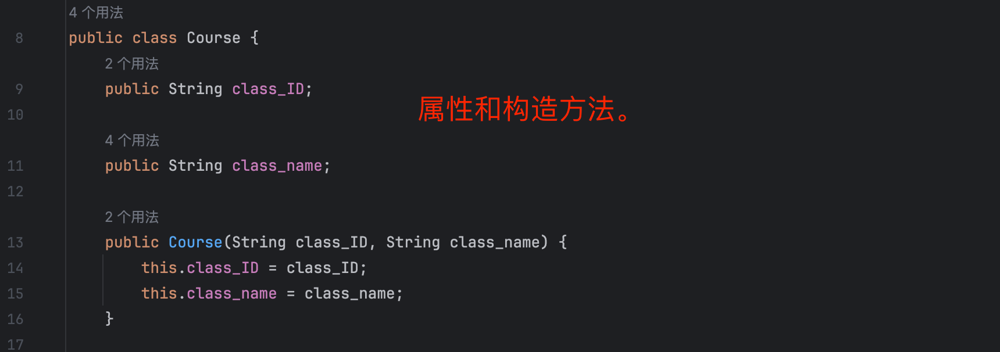 4 个用法
8 public class Course {
2 个用法
9 public String class_ID;
属性和构造方法。
10
4 个用法
11 public String class_name;
12
2 个用法
13 public Course(String class_ID, String class_name) {
14 this.class_ID = class_ID;
15 this.class_name = class_name;
16 }
17